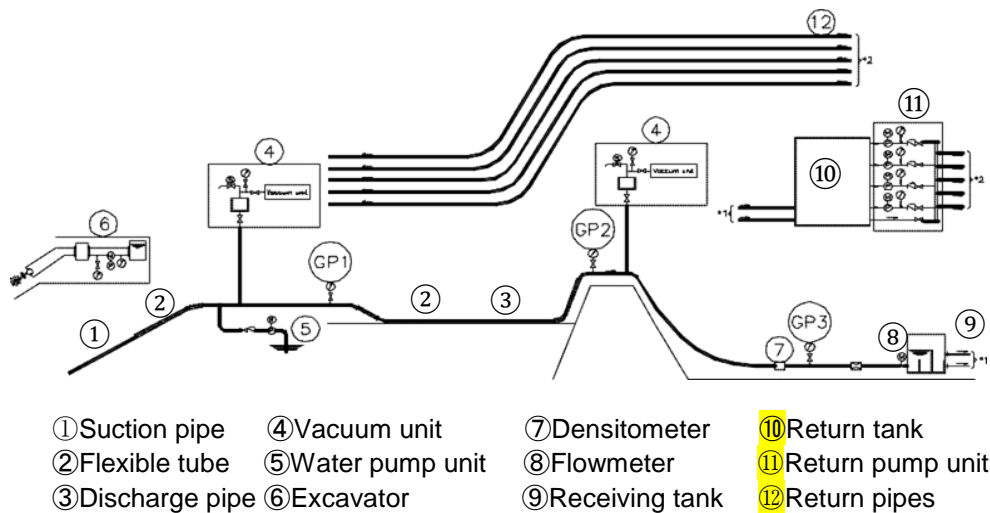 ⑫
*2
⑪
④
④
Vacuum unit
Vacuum unit
⑩
*2
*1
⑥
GP1
GP2
②
②
③
①
⑤
GP3
⑦
⑧
⑨
*1
①Suction pipe ④Vacuum unit ⑦Densitometer ⑩Return tank
②Flexible tube ⑤Water pump unit ⑧Flowmeter ⑪Return pump unit
③Discharge pipe ⑥Excavator ⑨Receiving tank ⑫Return pipes